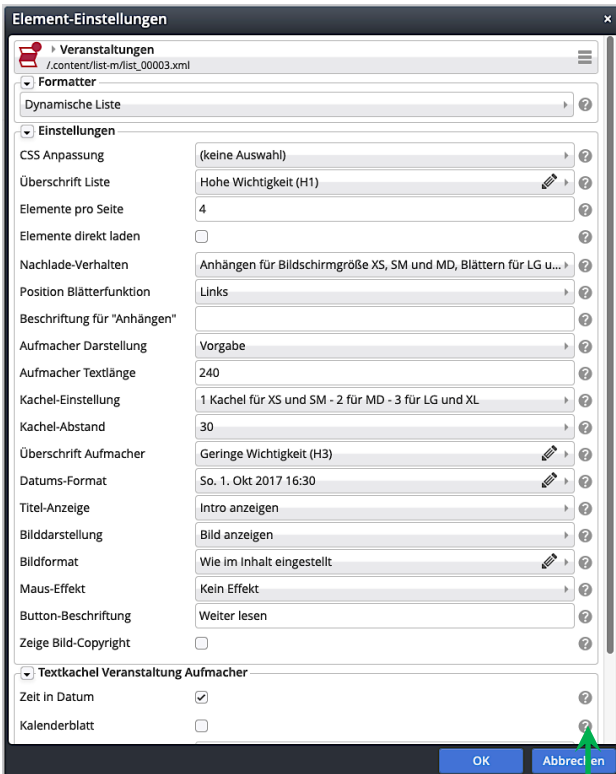 Element-Einstellungen
Veranstaltungen
/.content/list-m/list_00003.xml
Formatter
Dynamische Liste
Einstellungen
CSS Anpassung (keine Auswahl)
Überschrift Liste Hohe Wichtigkeit (H1)
Elemente pro Seite 4
Elemente direkt laden
Nachlade-Verhalten Anhängen für Bildschirmgröße XS, SM und MD, Blättern für LG u...
Position Blätterfunktion Links
Beschriftung für "Anhängen"
Aufmacher Darstellung Vorgabe
Aufmacher Textlänge 240
Kachel-Einstellung 1 Kachel für XS und SM - 2 für MD - 3 für LG und XL
Kachel-Abstand 30
Überschrift Aufmacher Geringe Wichtigkeit (H3)
Datums-Format So. 1. Okt 2017 16:30
Titel-Anzeige Intro anzeigen
Bilddarstellung Bild anzeigen
Bildformat Wie im Inhalt eingestellt
Maus-Effekt Kein Effekt
Button-Beschriftung Weiter lesen
Zeige Bild-Copyright
Textkachel Veranstaltung Aufmacher
Zeit in Datum
Kalenderblatt
OK Abbrechen